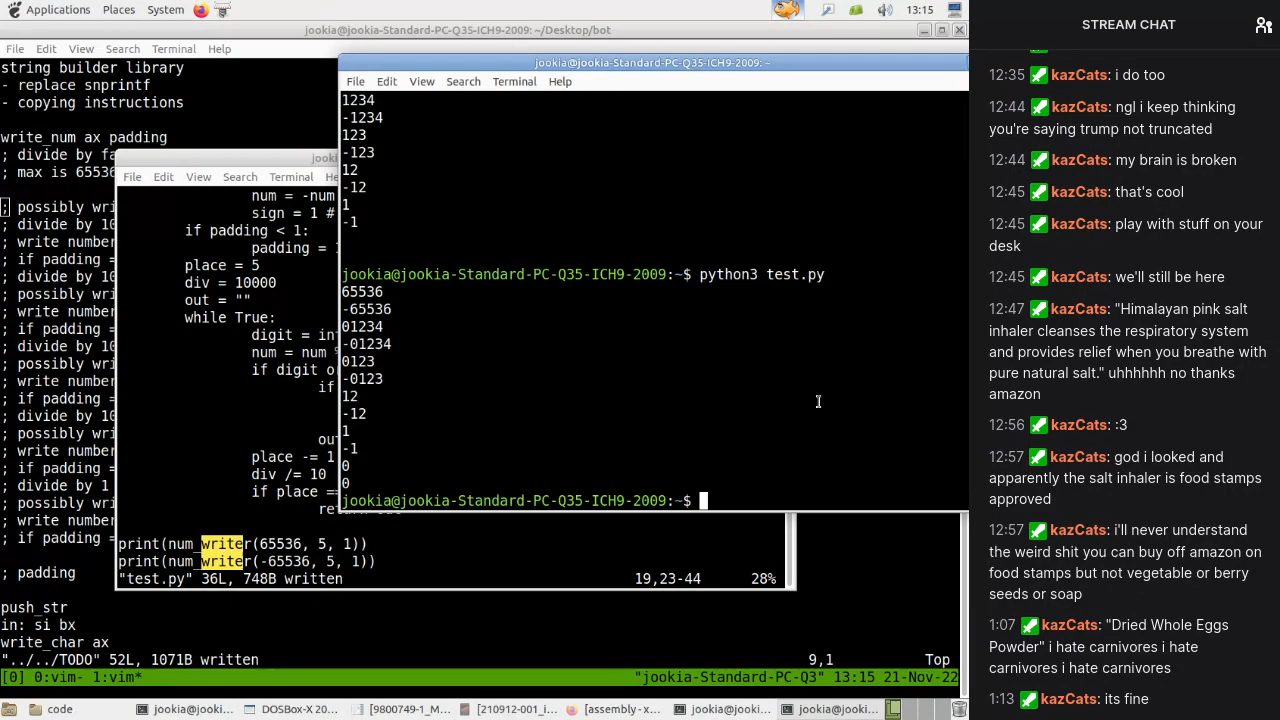 Applications Places System 13:15
jookia@jookia-Standard-PC-Q35-ICH9-2009: ~/Desktop/bot
File Edit View Search Terminal Help
string builder library
- replace snprintf
- copying instructions
write_num ax padding
; divide by fa
; max is 65536
; possibly wri
; divide by 10
; write number
; if padding =
; divide by 10
; possibly wri
; write number
; if padding =
; divide by 10
; possibly wri
; write number
; if padding =
; divide by 10
; possibly wri
; write number
; if padding =
; divide by 1
; possibly wri
; write number
; if padding =
; padding
push_str
in: si bx
write_char ax
"../../TODO" 52L, 1071B written 9,1 Top
[0] 0:vim- 1:vim* "jookia-Standard-PC-Q3" 13:15 21-Nov-22
jooki
File Edit View Search Terminal He
num = -num
sign = 1 #
if padding < 1:
padding =
place = 5
div = 10000
out = ""
while True:
digit = in
num = num
if digit o
if
ou
place -= 1
div /= 10
if place =
re
print(num_writer(65536, 5, 1))
print(num_writer(-65536, 5, 1))
"test.py" 36L, 748B written 19,23-44 28%
jookia@jookia-Standard-PC-Q35-ICH9-2009: ~
File Edit View Search Terminal Help
1234
-1234
123
-123
12
-12
1
-1
jookia@jookia-Standard-PC-Q35-ICH9-2009:~$ python3 test.py
65536
-65536
01234
-01234
0123
-0123
12
-12
1
-1
0
0
jookia@jookia-Standard-PC-Q35-ICH9-2009:~$
code jookia@jooki... DOSBox-X 20... [9800749-1_M... [210912-001_i... [assembly - x... jookia@jooki... jookia@jooki...
STREAM CHAT
12:35 kazCats: i do too
12:44 kazCats: ngl i keep thinking
you're saying trump not truncated
12:44 kazCats: my brain is broken
12:45 kazCats: that's cool
12:45 kazCats: play with stuff on your
desk
12:45 kazCats: we'll still be here
12:47 kazCats: "Himalayan pink salt
inhaler cleanses the respiratory system
and provides relief when you breathe with
pure natural salt." uhhhhhh no thanks
amazon
12:56 kazCats: :3
12:57 kazCats: god i looked and
apparently the salt inhaler is food stamps
approved
12:57 kazCats: i'll never understand
the weird shit you can buy off amazon on
food stamps but not vegetable or berry
seeds or soap
1:07 kazCats: "Dried Whole Eggs
Powder" i hate carnivores i hate
carnivores i hate carnivores
1:13 kazCats: its fine